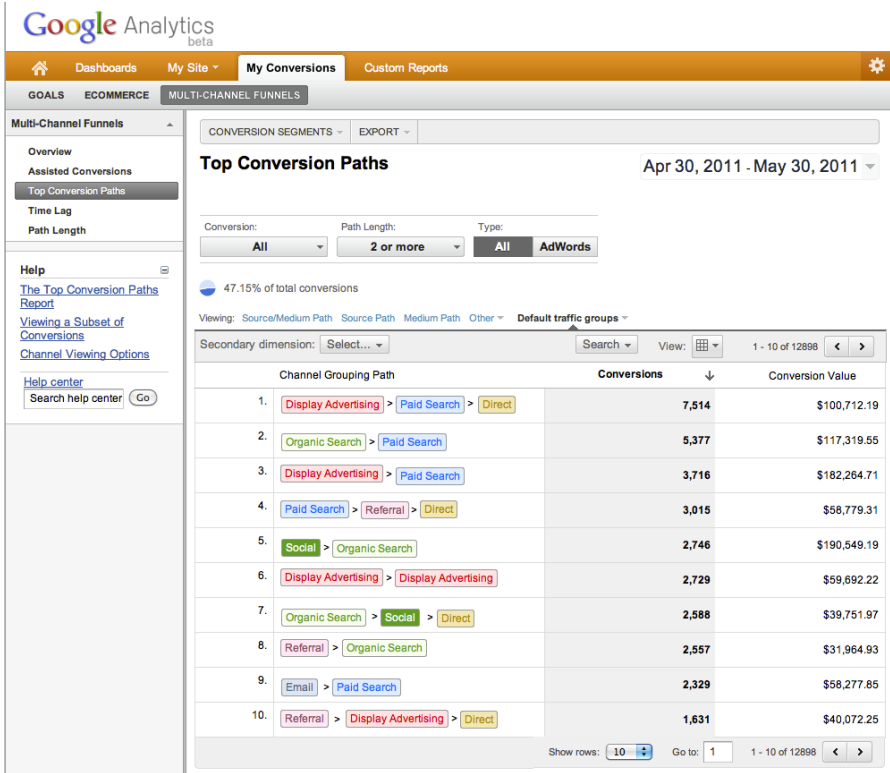 Google Analytics
beta
Dashboards My Site My Conversions Custom Reports
GOALS ECOMMERCE MULTI-CHANNEL FUNNELS
Multi-Channel Funnels
Overview
Assisted Conversions
Top Conversion Paths
Time Lag
Path Length
Help
The Top Conversion Paths
Report
Viewing a Subset of
Conversions
Channel Viewing Options
Help center
Search help center Go
CONVERSION SEGMENTS EXPORT
Top Conversion Paths
Apr 30, 2011 - May 30, 2011
Conversion: Path Length: Type:
All 2 or more All AdWords
47.15% of total conversions
Viewing: Source/Medium Path Source Path Medium Path Other Default traffic groups
Secondary dimension: Select... Search View: 1 - 10 of 12898 < >
Channel Grouping Path Conversions ↓ Conversion Value
1. Display Advertising > Paid Search > Direct 7,514 $100,712.19
2. Organic Search > Paid Search 5,377 $117,319.55
3. Display Advertising > Paid Search 3,716 $182,264.71
4. Paid Search > Referral > Direct 3,015 $58,779.31
5. Social > Organic Search 2,746 $190,549.19
6. Display Advertising > Display Advertising 2,729 $59,692.22
7. Organic Search > Social > Direct 2,588 $39,751.97
8. Referral > Organic Search 2,557 $31,964.93
9. Email > Paid Search 2,329 $58,277.85
10. Referral > Display Advertising > Direct 1,631 $40,072.25
Show rows: 10 Go to: 1 1 - 10 of 12898 < >